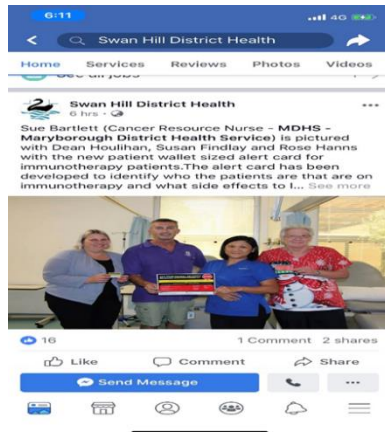 6:11
4G
Swan Hill District Health
Home Services Reviews Photos Videos
See all jobs
Swan Hill District Health
6 hrs
Sue Bartlett (Cancer Resource Nurse - MDHS -
Maryborough District Health Service) is pictured
with Dean Houlihan, Susan Findlay and Rose Hanns
with the new patient wallet sized alert card for
immunotherapy patients.The alert card has been
developed to identify who the patients are that are on
immunotherapy and what side effects to l... See more
16
1 Comment 2 shares
Like Comment Share
Send Message